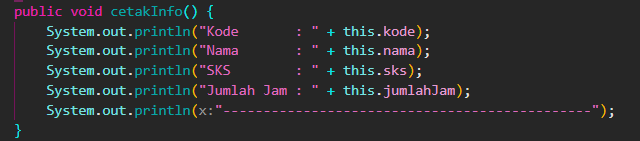 public void cetakInfo() {
    System.out.println("Kode       : " + this.kode);
    System.out.println("Nama       : " + this.nama);
    System.out.println("SKS        : " + this.sks);
    System.out.println("Jumlah Jam : " + this.jumlahJam);
    System.out.println(x:"----------------------------------------------");
}